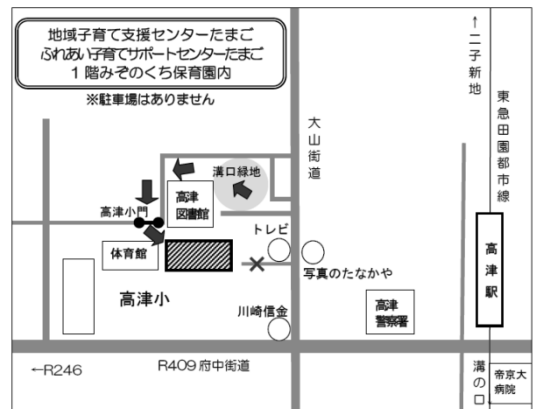 地域子育て支援センターたまご
ふれあい子育てサポートセンターたまご
1階みぞのくち保育園内
※駐車場はありません
↑二子新地
東急田園都市線
大山街道
溝口緑地
高津
図書館
高津小門
トレビ
体育館
写真のたなかや
高津駅
高津小
川崎信金
高津
警察署
←R246
R409府中街道
溝の口
帝京大
病院